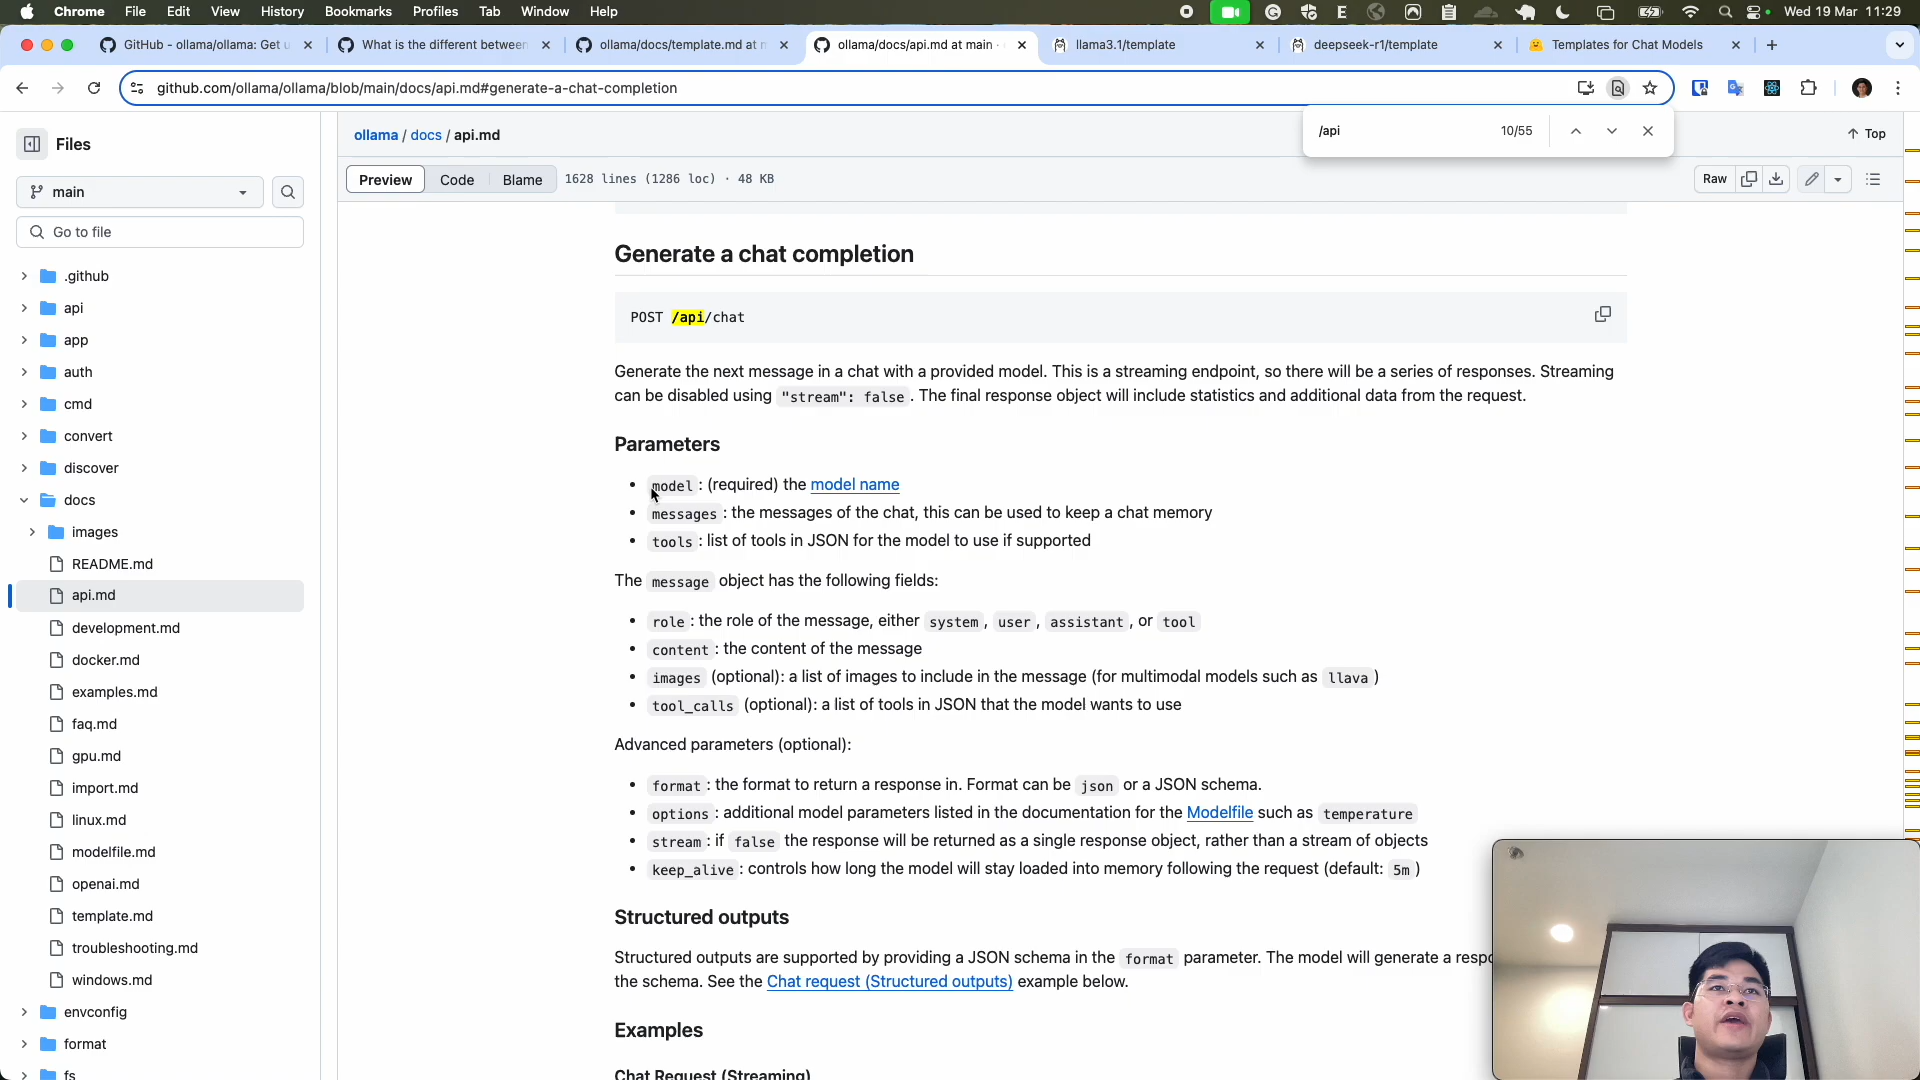 Chrome File Edit View History Bookmarks Profiles Tab Window Help Wed 19 Mar 11:29
GitHub - ollama/ollama: Get u
What is the different between
ollama/docs/template.md at m
ollama/docs/api.md at main ·
llama3.1/template
deepseek-r1/template
Templates for Chat Models
github.com/ollama/ollama/blob/main/docs/api.md#generate-a-chat-completion
/api 10/55
Files
main
Go to file
.github
api
app
auth
cmd
convert
discover
docs
images
README.md
api.md
development.md
docker.md
examples.md
faq.md
gpu.md
import.md
linux.md
modelfile.md
openai.md
template.md
troubleshooting.md
windows.md
envconfig
format
fs
ollama / docs / api.md
Top
Preview Code Blame 1628 lines (1286 loc) · 48 KB
Raw
Generate a chat completion
POST /api/chat
Generate the next message in a chat with a provided model. This is a streaming endpoint, so there will be a series of responses. Streaming
can be disabled using "stream": false . The final response object will include statistics and additional data from the request.
Parameters
• model : (required) the model name
• messages : the messages of the chat, this can be used to keep a chat memory
• tools : list of tools in JSON for the model to use if supported
The message object has the following fields:
• role : the role of the message, either system , user , assistant , or tool
• content : the content of the message
• images (optional): a list of images to include in the message (for multimodal models such as llava )
• tool_calls (optional): a list of tools in JSON that the model wants to use
Advanced parameters (optional):
• format : the format to return a response in. Format can be json or a JSON schema.
• options : additional model parameters listed in the documentation for the Modelfile such as temperature
• stream : if false the response will be returned as a single response object, rather than a stream of objects
• keep_alive : controls how long the model will stay loaded into memory following the request (default: 5m )
Structured outputs
Structured outputs are supported by providing a JSON schema in the format parameter. The model will generate a respo
the schema. See the Chat request (Structured outputs) example below.
Examples
Chat Request (Streaming)